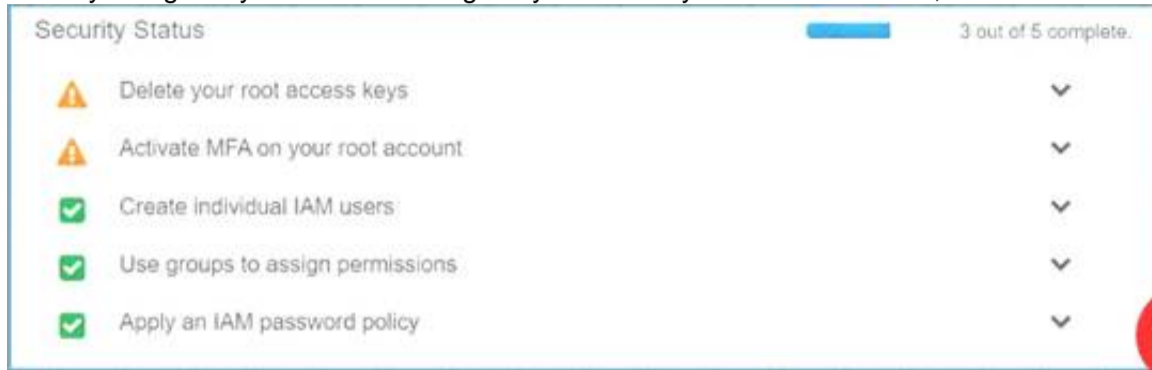 Security Status 3 out of 5 complete.
Delete your root access keys
Activate MFA on your root account
Create individual IAM users
Use groups to assign permissions
Apply an IAM password policy